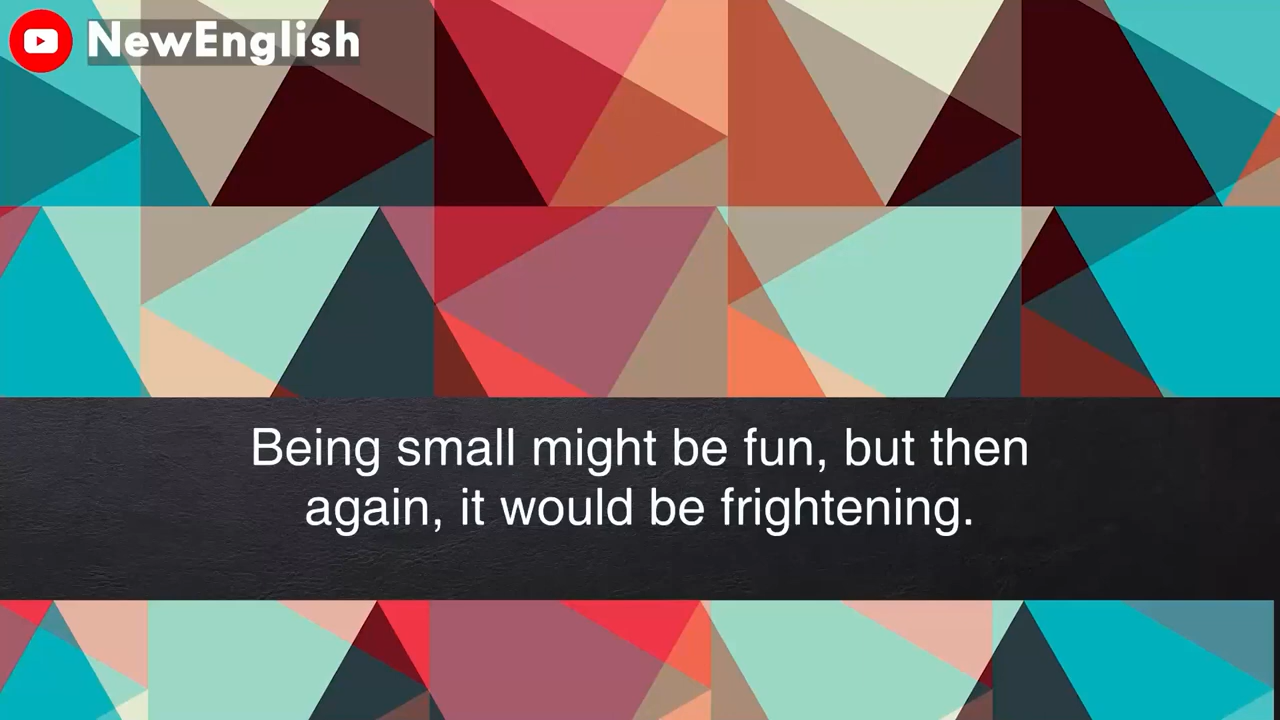 NewEnglish
Being small might be fun, but then
again, it would be frightening.